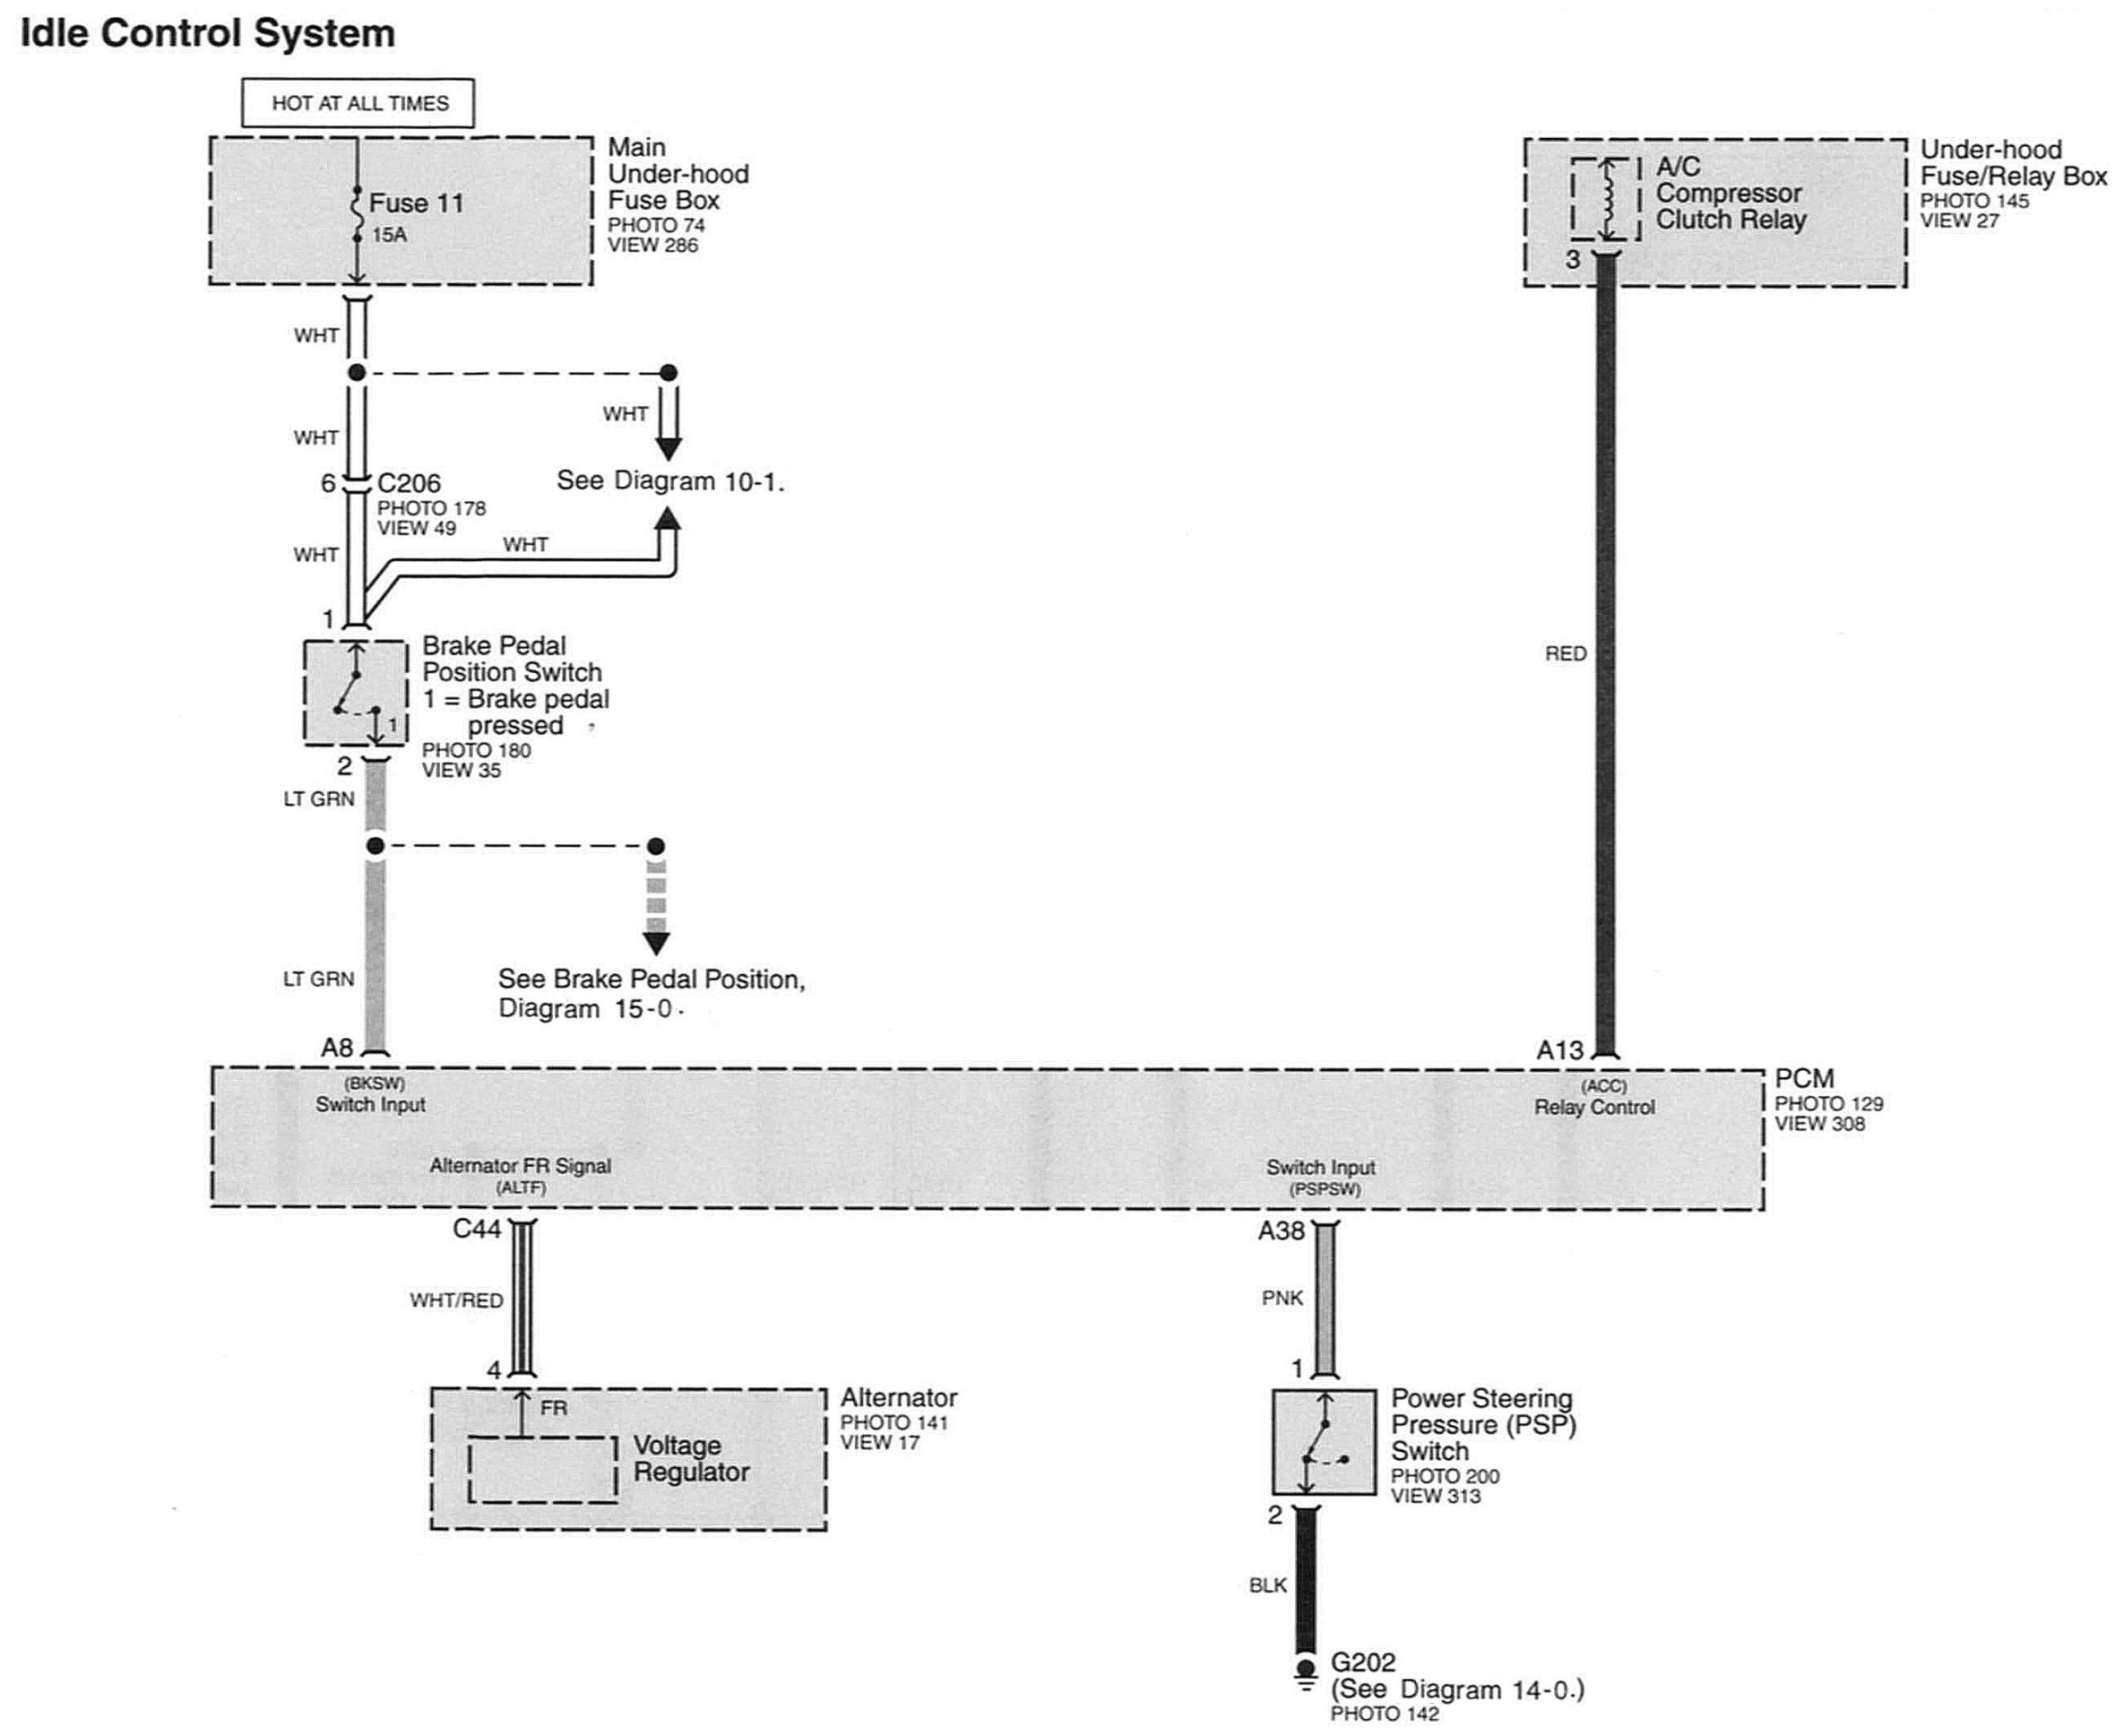 Idle Control System
HOT AT ALL TIMES
Main
Under-hood
Fuse Box
PHOTO 74
VIEW 286
Fuse 11
15A
Under-hood
Fuse/Relay Box
PHOTO 145
VIEW 27
A/C
Compressor
Clutch Relay
3
WHT
WHT
WHT
See Diagram 10-1.
6
C206
PHOTO 178
VIEW 49
WHT
WHT
1
Brake Pedal
Position Switch
1 = Brake pedal
pressed
1
PHOTO 180
VIEW 35
2
LT GRN
RED
LT GRN
See Brake Pedal Position,
Diagram 15-0.
A8
A13
(BKSW)
Switch Input
(ACC)
Relay Control
PCM
PHOTO 129
VIEW 308
Alternator FR Signal
(ALTF)
Switch Input
(PSPSW)
C44
A38
WHT/RED
PNK
4
1
FR
Voltage
Regulator
Alternator
PHOTO 141
VIEW 17
Power Steering
Pressure (PSP)
Switch
PHOTO 200
VIEW 313
2
BLK
G202
(See Diagram 14-0.)
PHOTO 142